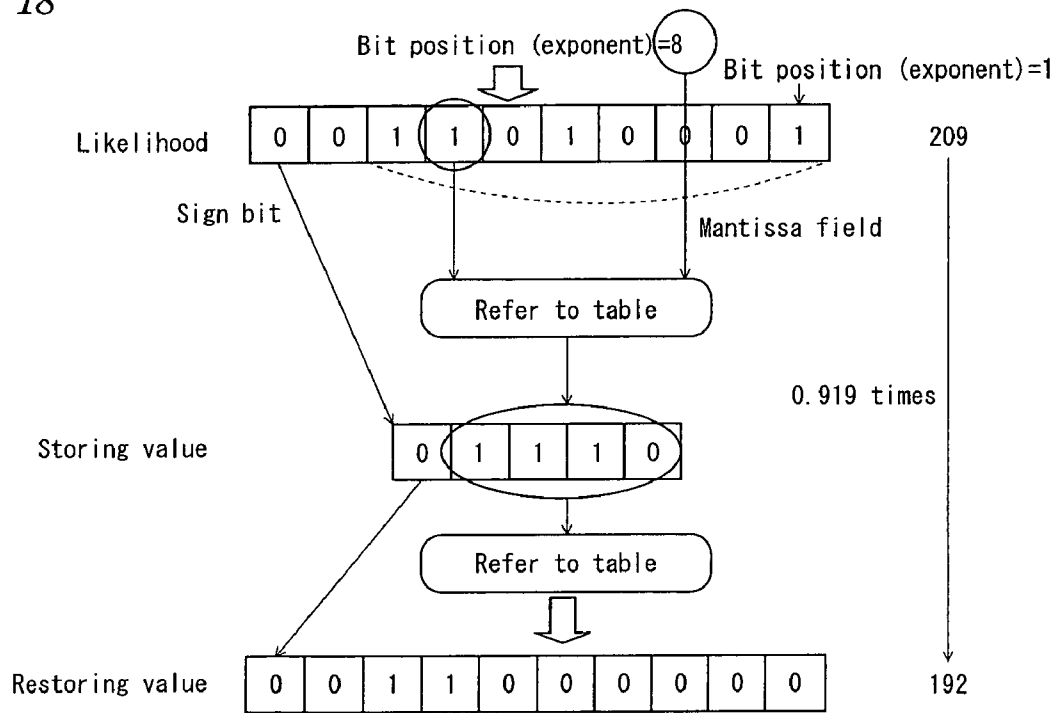 18
Bit position (exponent)=8
Bit position (exponent)=1
Likelihood 0 0 1 1 0 1 0 0 0 1 209
Sign bit
Mantissa field
Refer to table
0.919 times
Storing value 0 1 1 1 0
Refer to table
Restoring value 0 0 1 1 0 0 0 0 0 0 192